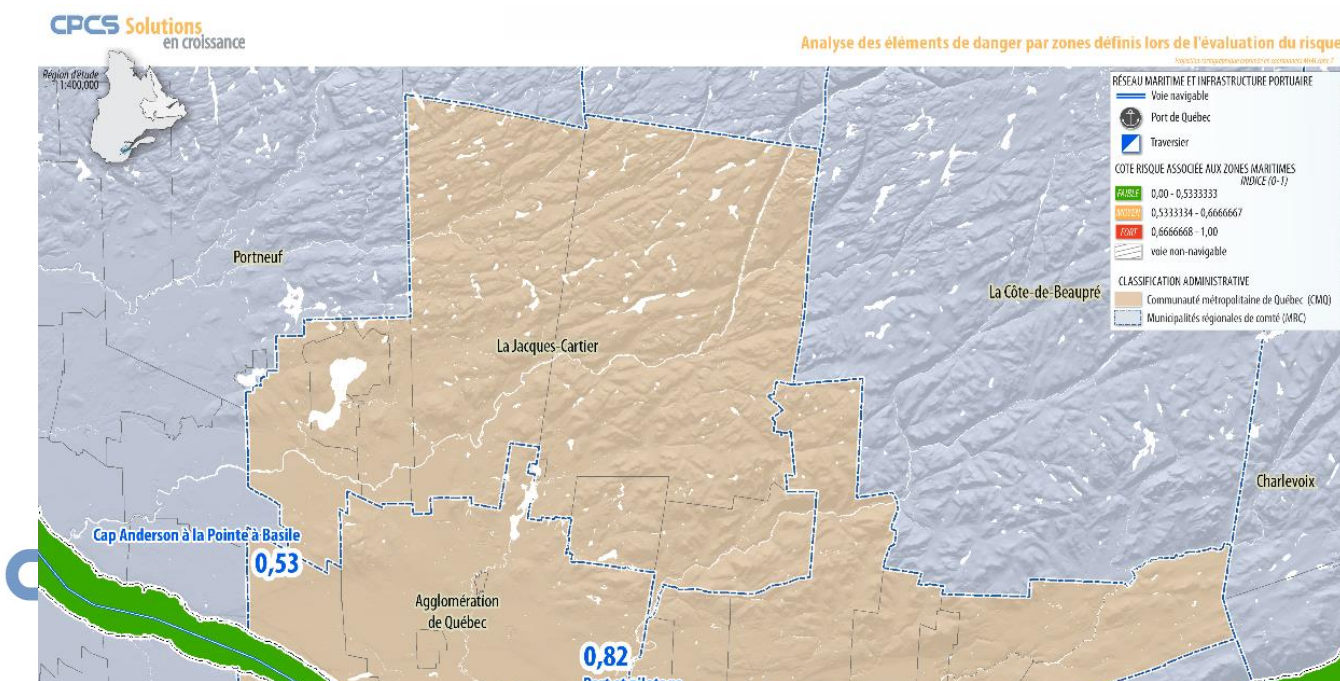 CPCS Solutions
en croissance
Analyse des éléments de danger par zones définis lors de l'évaluation du risque
Région d'étude
1:400,000
RÉSEAU MARITIME ET INFRASTRUCTURE PORTUAIRE
Voie navigable
Port de Québec
Traversier
COTE RISQUE ASSOCIÉE AUX ZONES MARITIMES
INDICE (0-1)
FAIBLE 0,00 - 0,5333333
MOYEN 0,5333334 - 0,6666667
FORT 0,6666668 - 1,00
voie non-navigable
CLASSIFICATION ADMINISTRATIVE
Communauté métropolitaine de Québec (CMQ)
Municipalités régionales de comté (MRC)
Portneuf
La Côte-de-Beaupré
La Jacques-Cartier
Charlevoix
Cap Anderson à la Pointe à Basile
0,53
Agglomération
de Québec
0,82